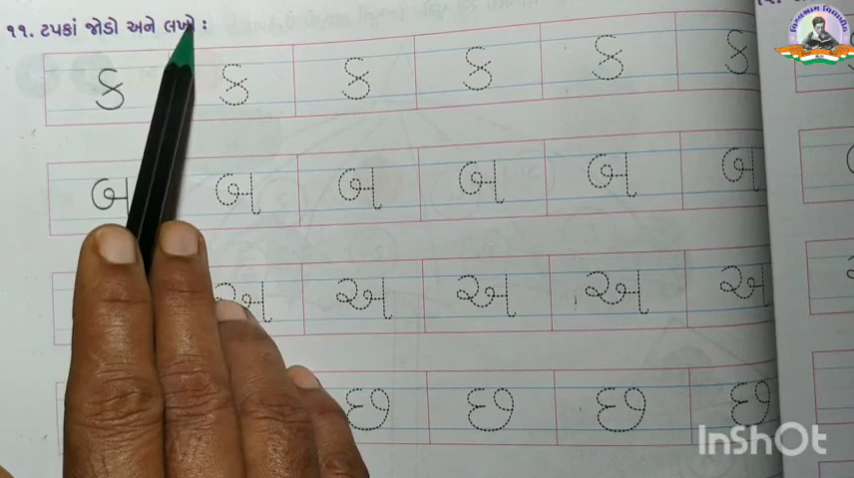 ૧૧. ટપકાં જોડો અને લખો :
ક ક ક ક ક ક
બ બ બ બ બ બ
અ અ અ અ અ
છ છ છ છ
InShOt